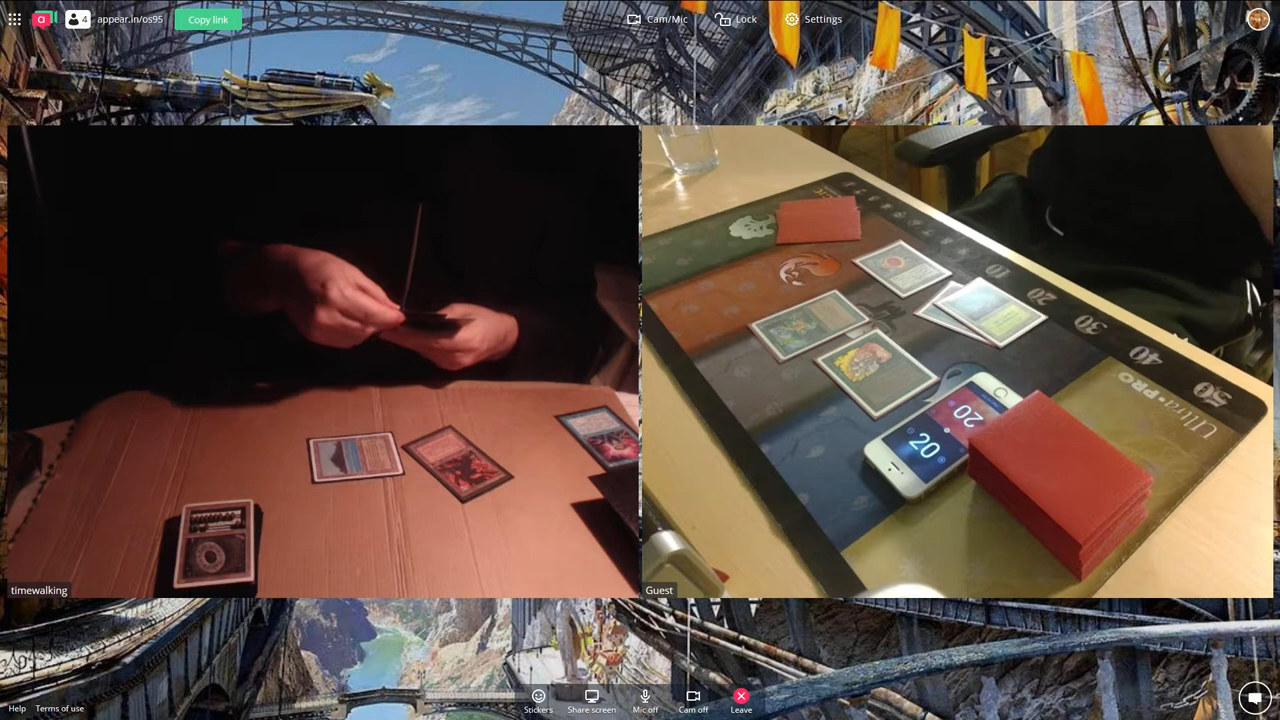 4
appear.in/os95
Copy link
Cam/Mic
Lock
Settings
10
20
30
40
50
ULTRA•PRO
20
20
timewalking
Guest
Help
Terms of use
Stickers
Share screen
Mic off
Cam off
Leave